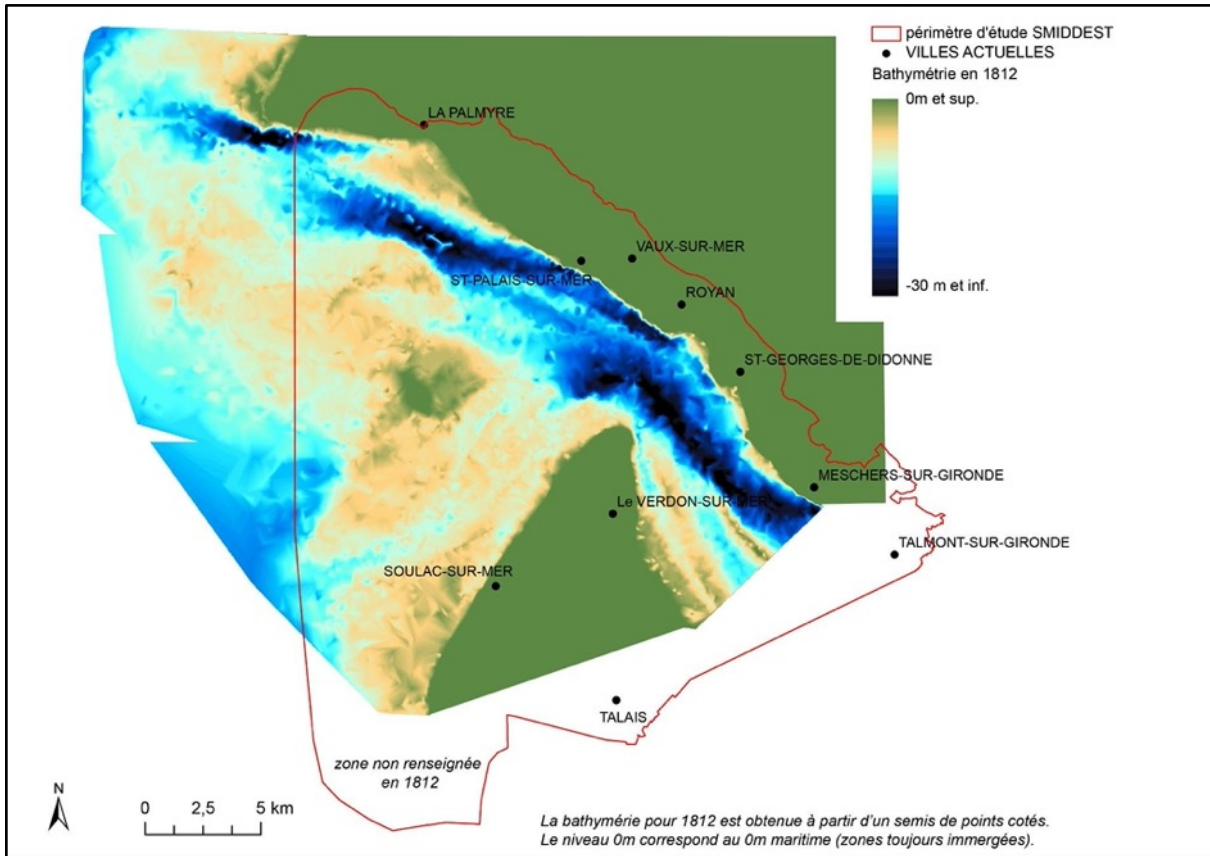 périmètre d'étude SMIDDEST
VILLES ACTUELLES
Bathymétrie en 1812
0m et sup.
-30 m et inf.
LA PALMYRE
VAUX-SUR-MER
ST-PALAIS-SUR-MER
ROYAN
ST-GEORGES-DE-DIDONNE
MESCHERS-SUR-GIRONDE
Le VERDON-SUR-MER
TALMONT-SUR-GIRONDE
SOULAC-SUR-MER
TALAIS
zone non renseignée
en 1812
N
0 2,5 5 km
La bathymérie pour 1812 est obtenue à partir d'un semis de points cotés.
Le niveau 0m correspond au 0m maritime (zones toujours immergées).